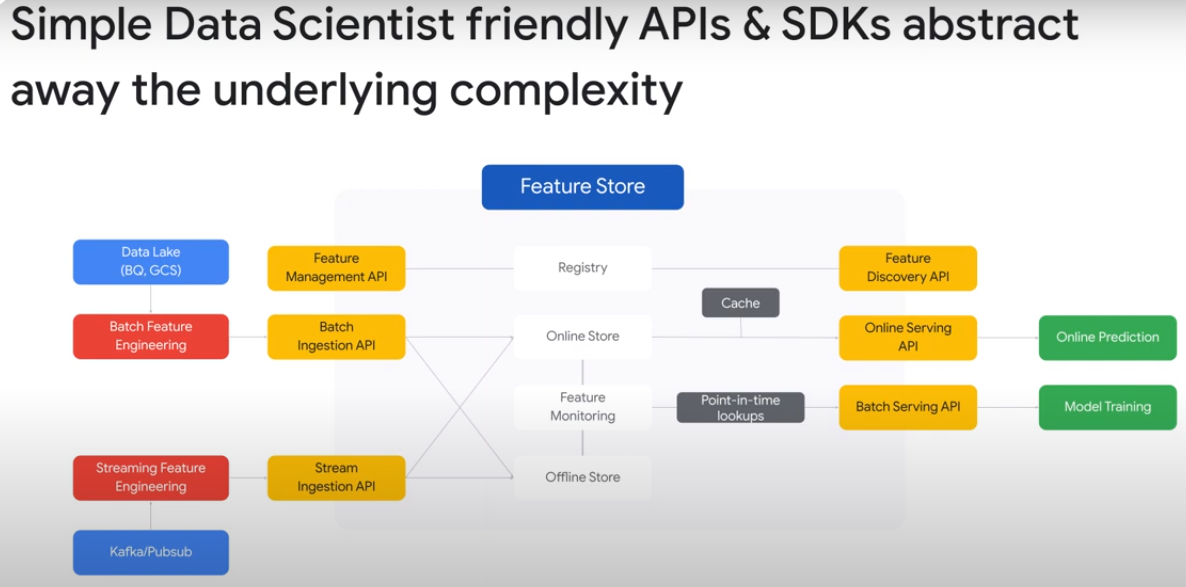 Simple Data Scientist friendly APIs & SDKs abstract
away the underlying complexity
Feature Store
Data Lake
(BQ, GCS)
Feature
Management API
Registry
Feature
Discovery API
Cache
Batch Feature
Engineering
Batch
Ingestion API
Online Store
Online Serving
API
Online Prediction
Feature
Monitoring
Point-in-time
lookups
Batch Serving API
Model Training
Streaming Feature
Engineering
Stream
Ingestion API
Offline Store
Kafka/Pubsub